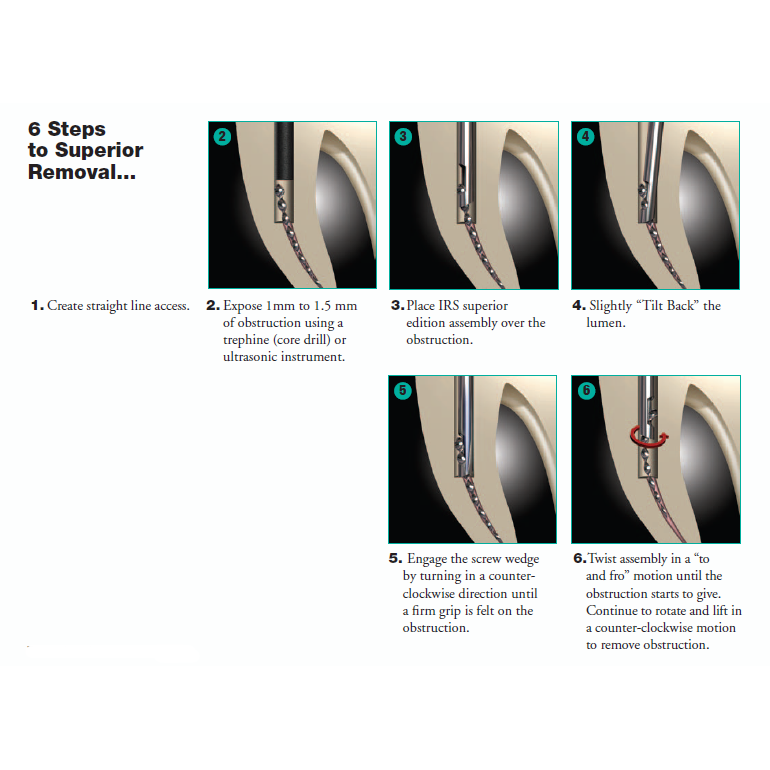 6 Steps
to Superior
Removal...
2
3
4
1. Create straight line access.
2. Expose 1mm to 1.5 mm
of obstruction using a
trephine (core drill) or
ultrasonic instrument.
3. Place IRS superior
edition assembly over the
obstruction.
4. Slightly “Tilt Back” the
lumen.
5
6
5. Engage the screw wedge
by turning in a counter-
clockwise direction until
a firm grip is felt on the
obstruction.
6. Twist assembly in a “to
and fro” motion until the
obstruction starts to give.
Continue to rotate and lift in
a counter-clockwise motion
to remove obstruction.